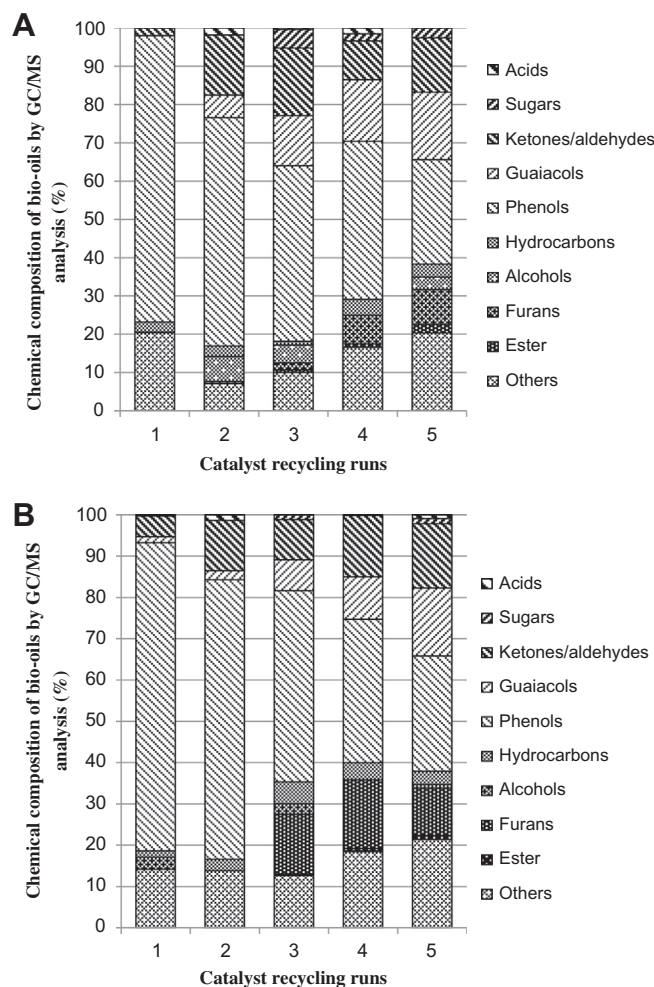 A
Chemical composition of bio-oils by GC/MS
analysis (%)
100
90
80
70
60
50
40
30
20
10
0
1 2 3 4 5
Catalyst recycling runs
Acids
Sugars
Ketones/aldehydes
Guaiacols
Phenols
Hydrocarbons
Alcohols
Furans
Ester
Others
B
Chemical composition of bio-oils by GC/MS
analysis (%)
100
90
80
70
60
50
40
30
20
10
0
1 2 3 4 5
Catalyst recycling runs
Acids
Sugars
Ketones/aldehydes
Guaiacols
Phenols
Hydrocarbons
Alcohols
Furans
Ester
Others